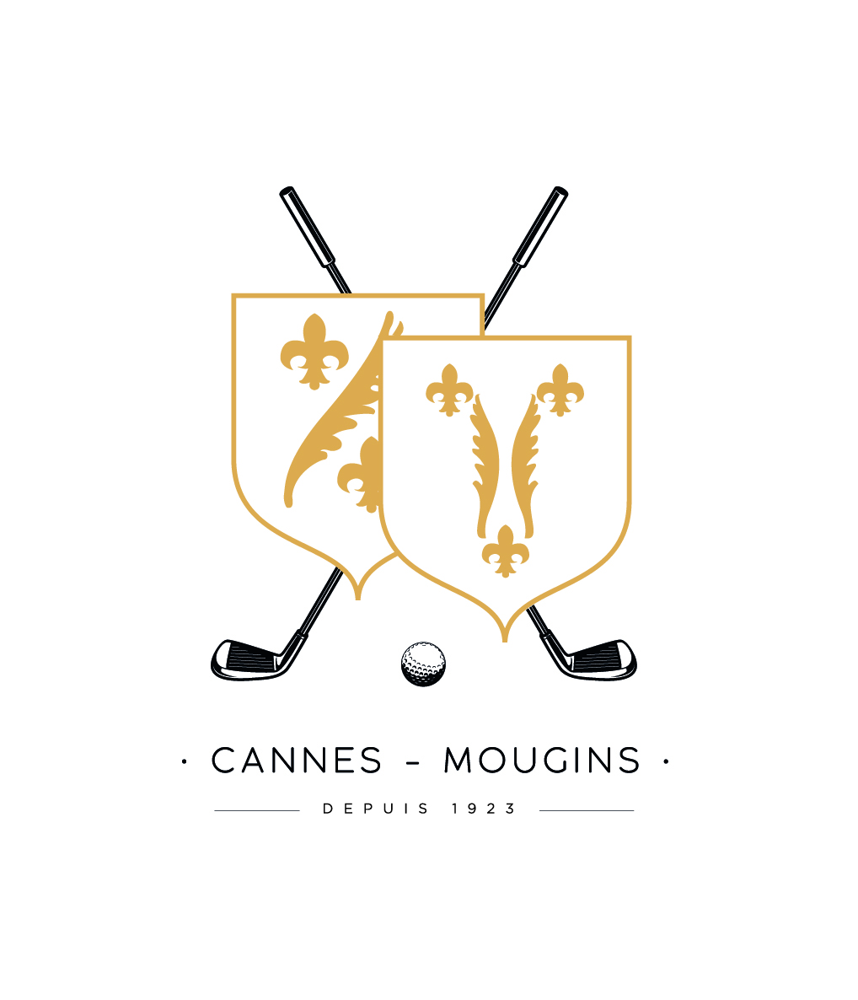 · CANNES – MOUGINS ·
DEPUIS 1923